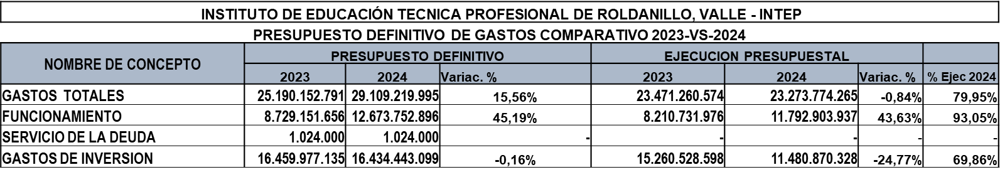 INSTITUTO DE EDUCACIÓN TECNICA PROFESIONAL DE ROLDANILLO, VALLE - INTEP
PRESUPUESTO DEFINITIVO DE GASTOS COMPARATIVO 2023-VS-2024
NOMBRE DE CONCEPTO PRESUPUESTO DEFINITIVO EJECUCION PRESUPUESTAL
2023 2024 Variac. % 2023 2024 Variac. % % Ejec 2024
GASTOS TOTALES 25.190.152.791 29.109.219.995 15,56% 23.471.260.574 23.273.774.265 -0,84% 79,95%
FUNCIONAMIENTO 8.729.151.656 12.673.752.896 45,19% 8.210.731.976 11.792.903.937 43,63% 93,05%
SERVICIO DE LA DEUDA 1.024.000 1.024.000 - - - - -
GASTOS DE INVERSION 16.459.977.135 16.434.443.099 -0,16% 15.260.528.598 11.480.870.328 -24,77% 69,86%